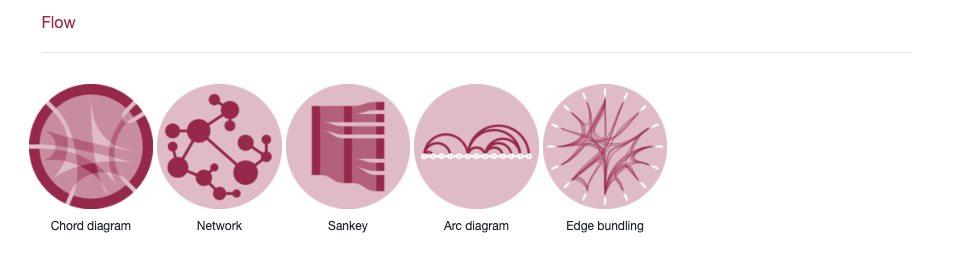 Flow
Chord diagram
Network
Sankey
Arc diagram
Edge bundling